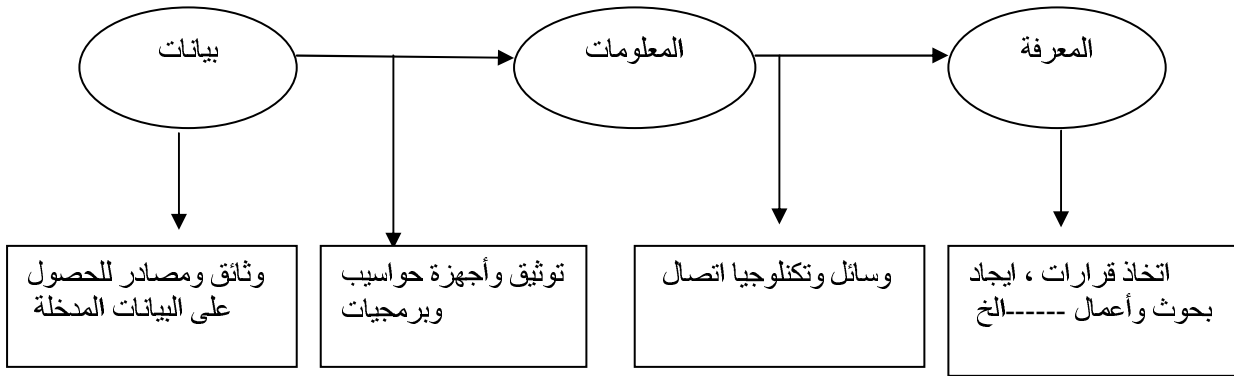 بيانات
المعلومات
المعرفة
وثائق ومصادر للحصول
على البيانات المدخلة
توثيق وأجهزة حواسيب
وبرمجيات
وسائل وتكنلوجيا اتصال
اتخاذ قرارات ، ايجاد
بحوث وأعمال ------الخ